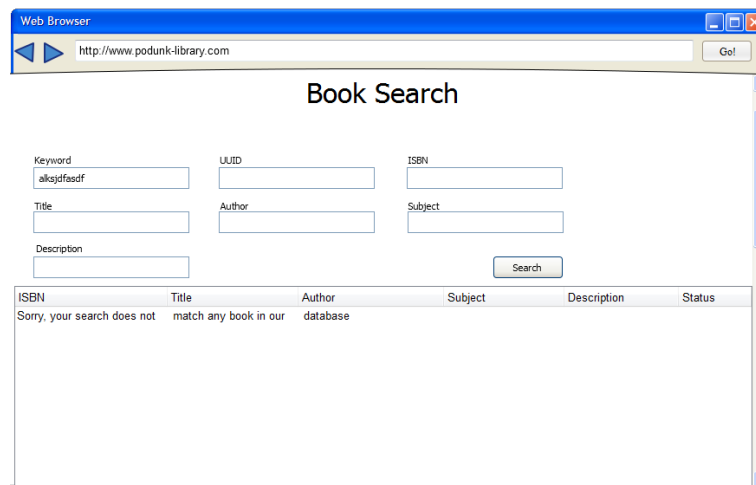 Web Browser
http://www.podunk-library.com Go!
Book Search
Keyword UUID ISBN
alksjdfasdf
Title Author Subject
Description
Search
ISBN Title Author Subject Description Status
Sorry, your search does not match any book in our database